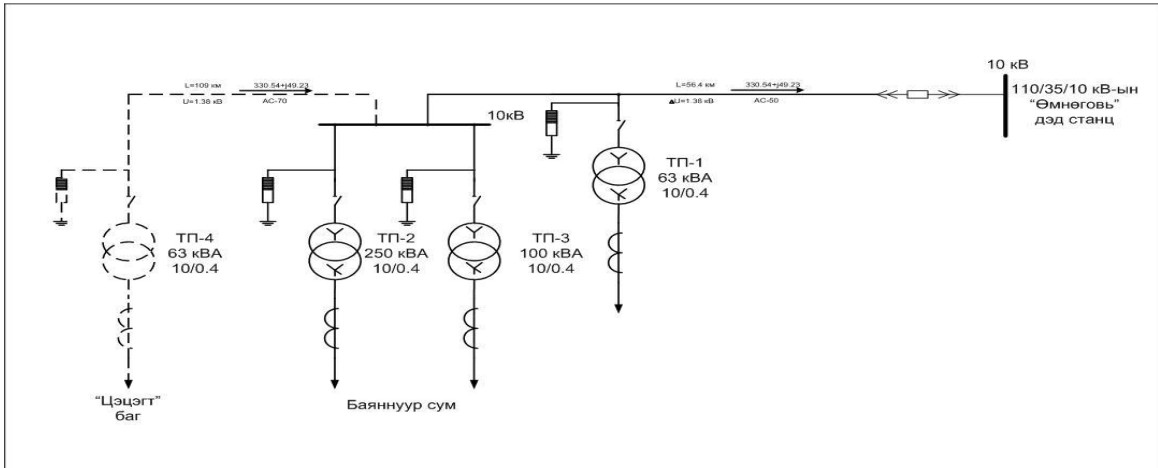 10 кВ
L=109 км 330.54+j49.23
U=1.38 кВ АС-70
L=56.4 км 330.54+j49.23
▲U=1.38 кВ АС-50
110/35/10 кВ-ын
"Өмнөговь"
дэд станц
10кВ
ТП-1
63 кВА
10/0.4
ТП-4
63 кВА
10/0.4
ТП-2
250 кВА
10/0.4
ТП-3
100 кВА
10/0.4
"Цэцэгт"
баг
Баяннуур сум